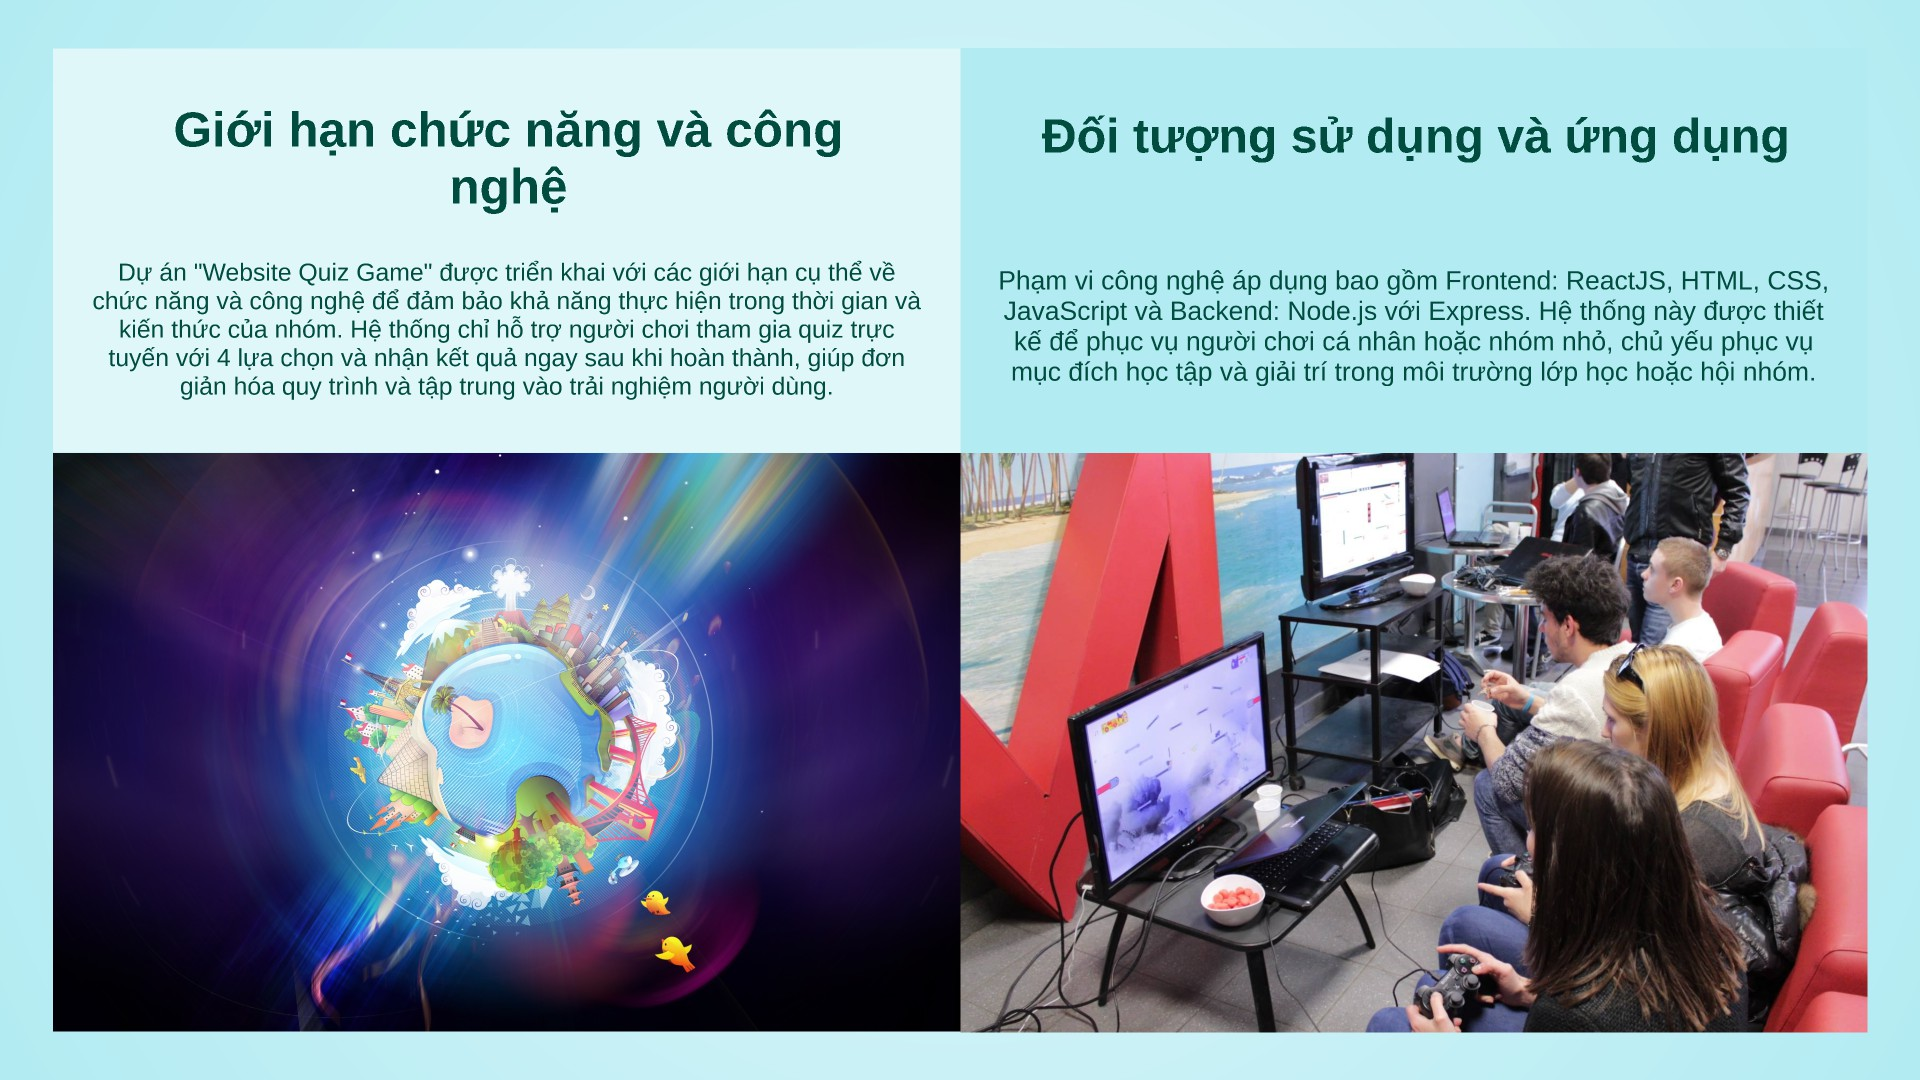 Giới hạn chức năng và công
nghệ
Dự án "Website Quiz Game" được triển khai với các giới hạn cụ thể về
chức năng và công nghệ để đảm bảo khả năng thực hiện trong thời gian và
kiến thức của nhóm. Hệ thống chỉ hỗ trợ người chơi tham gia quiz trực
tuyến với 4 lựa chọn và nhận kết quả ngay sau khi hoàn thành, giúp đơn
giản hóa quy trình và tập trung vào trải nghiệm người dùng.
Đối tượng sử dụng và ứng dụng
Phạm vi công nghệ áp dụng bao gồm Frontend: ReactJS, HTML, CSS,
JavaScript và Backend: Node.js với Express. Hệ thống này được thiết
kế để phục vụ người chơi cá nhân hoặc nhóm nhỏ, chủ yếu phục vụ
mục đích học tập và giải trí trong môi trường lớp học hoặc hội nhóm.